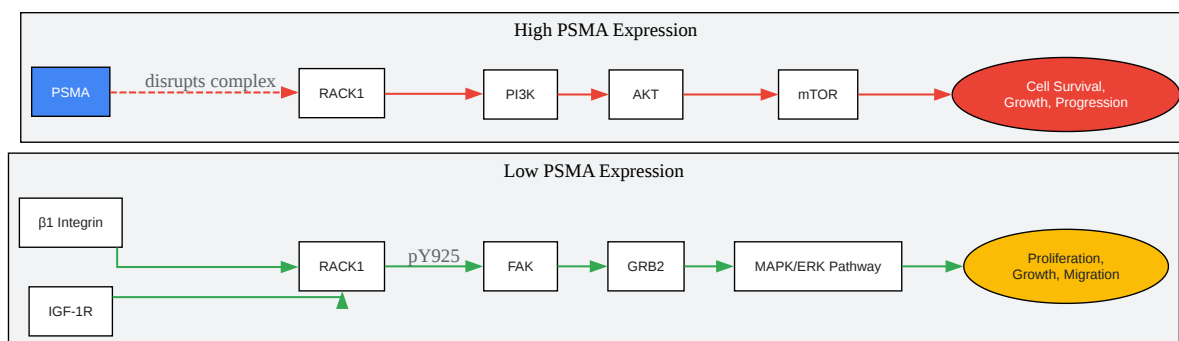 High PSMA Expression
PSMA
disrupts complex
RACK1
PI3K
AKT
mTOR
Cell Survival,
Growth, Progression
Low PSMA Expression
β1 Integrin
IGF-1R
RACK1
pY925
FAK
GRB2
MAPK/ERK Pathway
Proliferation,
Growth, Migration